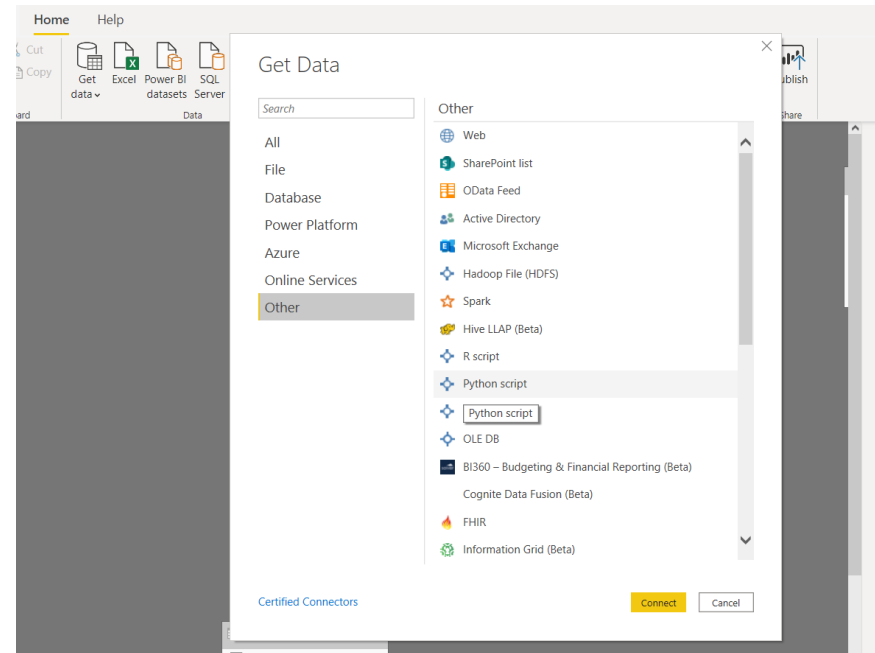 Home Help
Cut
Copy
Get data
Excel
Power BI datasets
SQL Server
Data
Get Data
Search
All
File
Database
Power Platform
Azure
Online Services
Other
Other
Web
SharePoint list
OData Feed
Active Directory
Microsoft Exchange
Hadoop File (HDFS)
Spark
Hive LLAP (Beta)
R script
Python script
Python script
OLE DB
BI360 – Budgeting & Financial Reporting (Beta)
Cognite Data Fusion (Beta)
FHIR
Information Grid (Beta)
Certified Connectors
Connect
Cancel